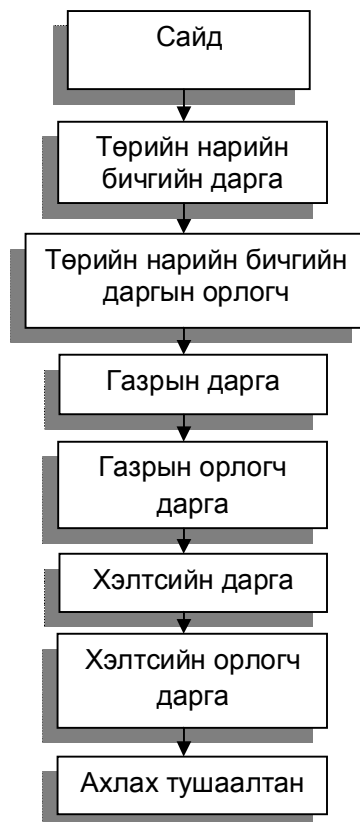 Сайд
Төрийн нарийн
бичгийн дарга
Төрийн нарийн бичгийн
даргын орлогч
Газрын дарга
Газрын орлогч
дарга
Хэлтсийн дарга
Хэлтсийн орлогч
дарга
Ахлах тушаалтан